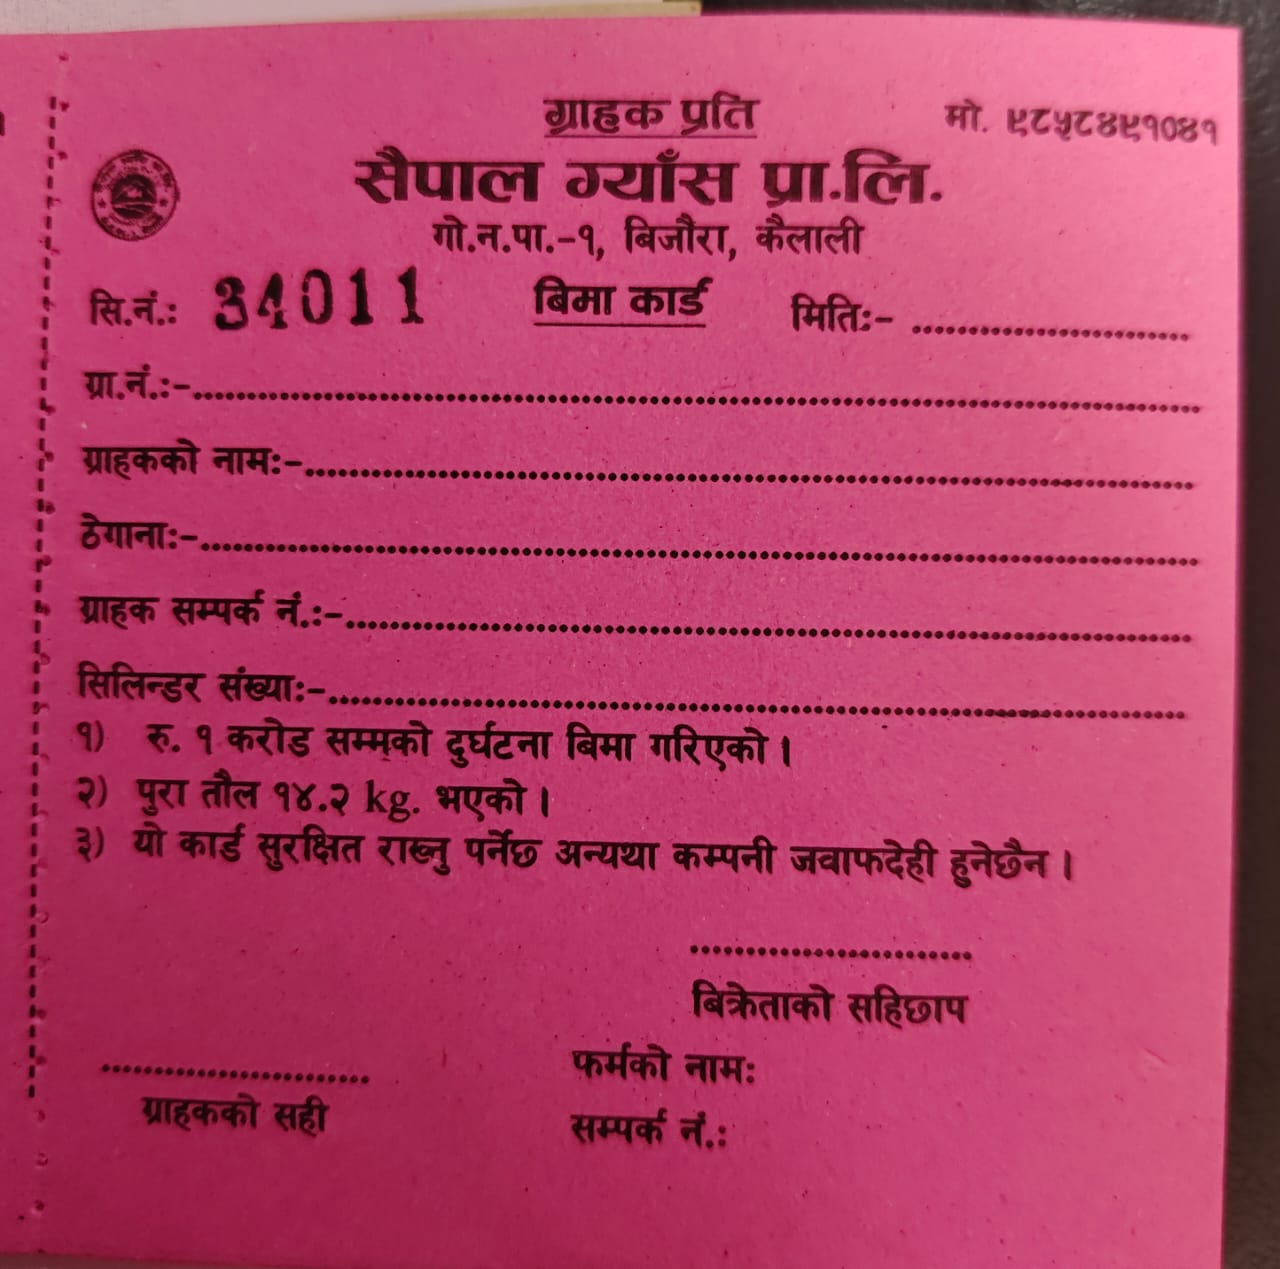 ग्राहक प्रति
मो. ९८५८४९१०४१
सैपाल ग्याँस प्रा.लि.
गो.न.पा.-१, बिजौरा, कैलाली
सि.नं.: 34011 बिमा कार्ड मितिः- ..............................
ग्रा.नं.:-..............................
ग्राहकको नामः-..............................
ठेगानाः-..............................
ग्राहक सम्पर्क नं.:-..............................
सिलिन्डर संख्याः-..............................
१) रु. १ करोड सम्मको दुर्घटना बिमा गरिएको ।
२) पुरा तौल १४.२ kg. भएको ।
३) यो कार्ड सुरक्षित राख्नु पर्नेछ अन्यथा कम्पनी जवाफदेही हुनेछैन ।
..............................
बिक्रेताको सहिछाप
..............................
ग्राहकको सही
फर्मको नामः
सम्पर्क नं.: